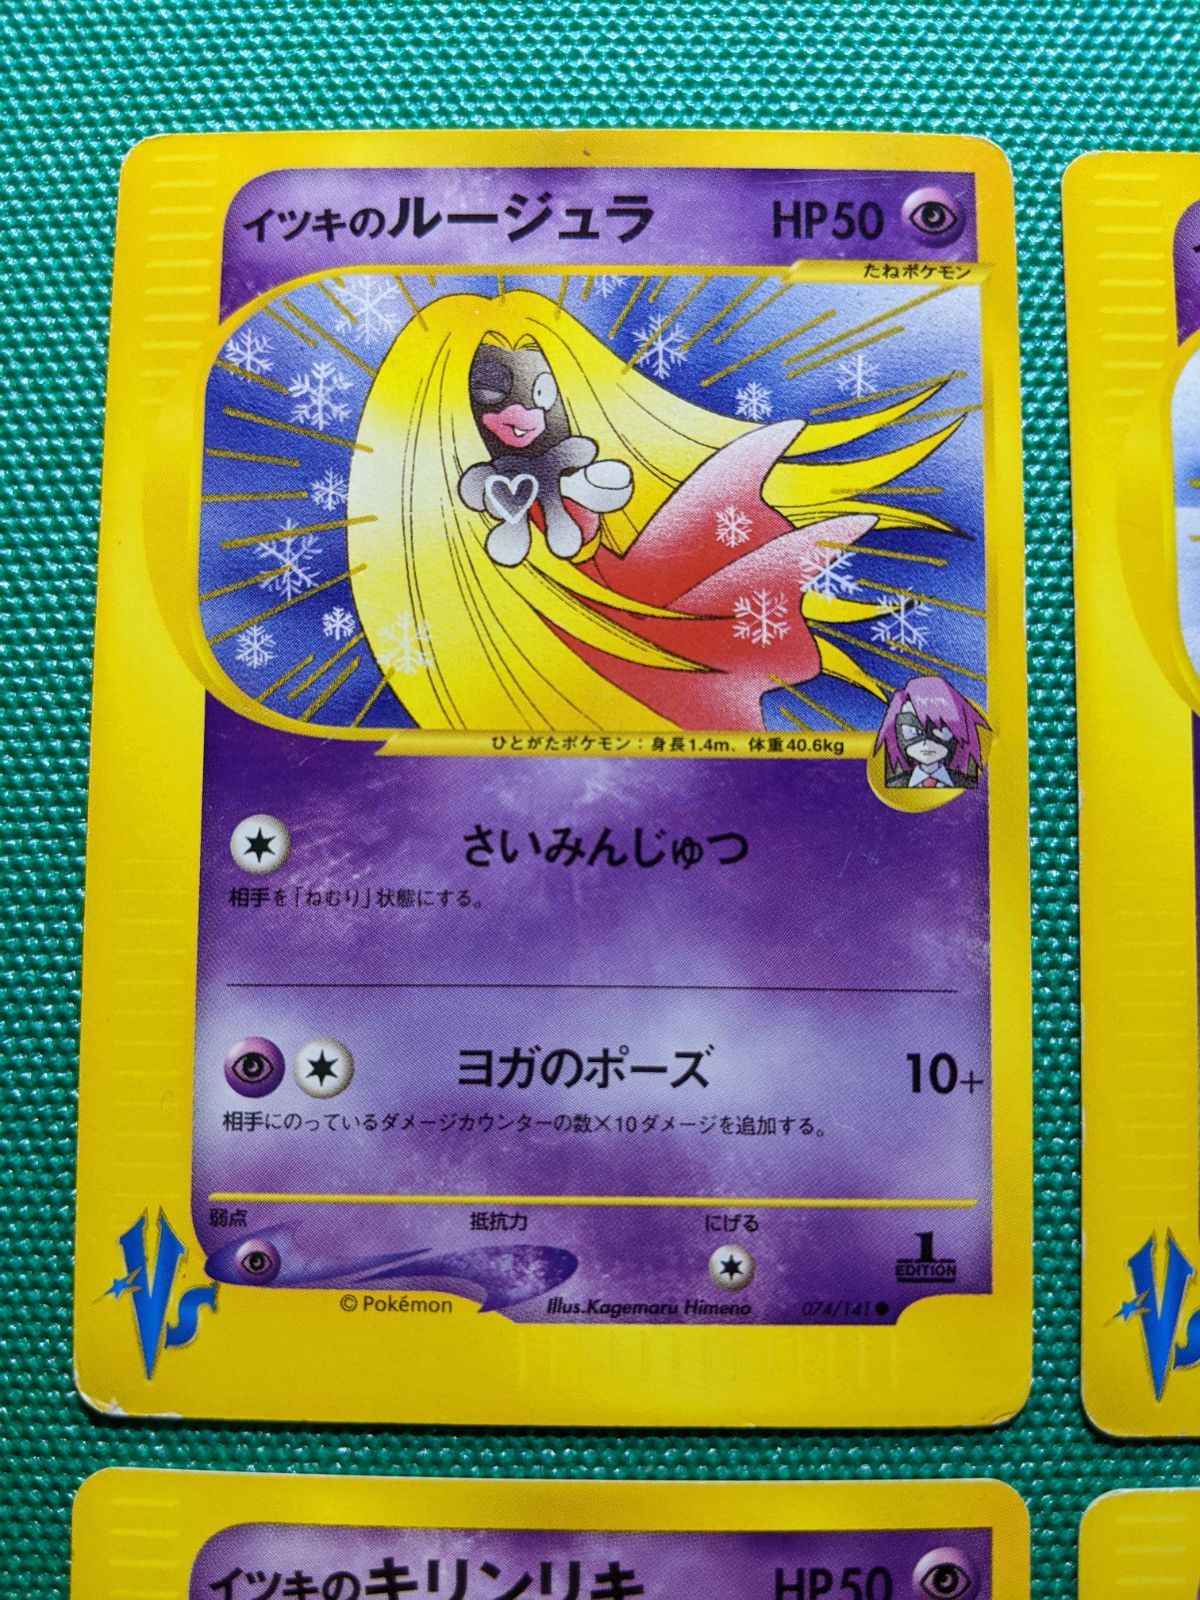 イツキのルージュラ HP50
たねポケモン
ひとがたポケモン：身長1.4m、体重40.6kg
さいみんじゅつ
相手を「ねむり」状態にする。
ヨガのポーズ 10+
相手にのっているダメージカウンターの数×10ダメージを追加する。
弱点 抵抗力 にげる
1 EDITION
© Pokémon Illus.Kagemaru Himeno 074/141
Vs
イツキのキリンリキ HP50